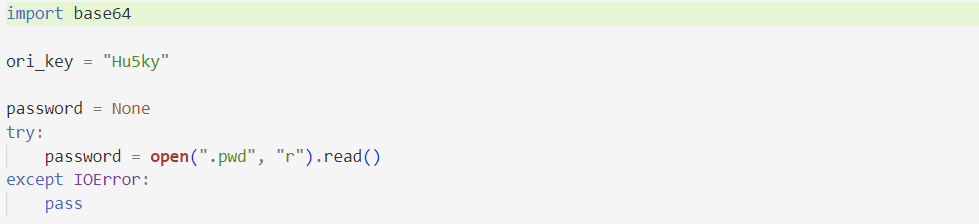 import base64
ori_key = "Hu5ky"
password = None
try:
    password = open(".pwd", "r").read()
except IOError:
    pass